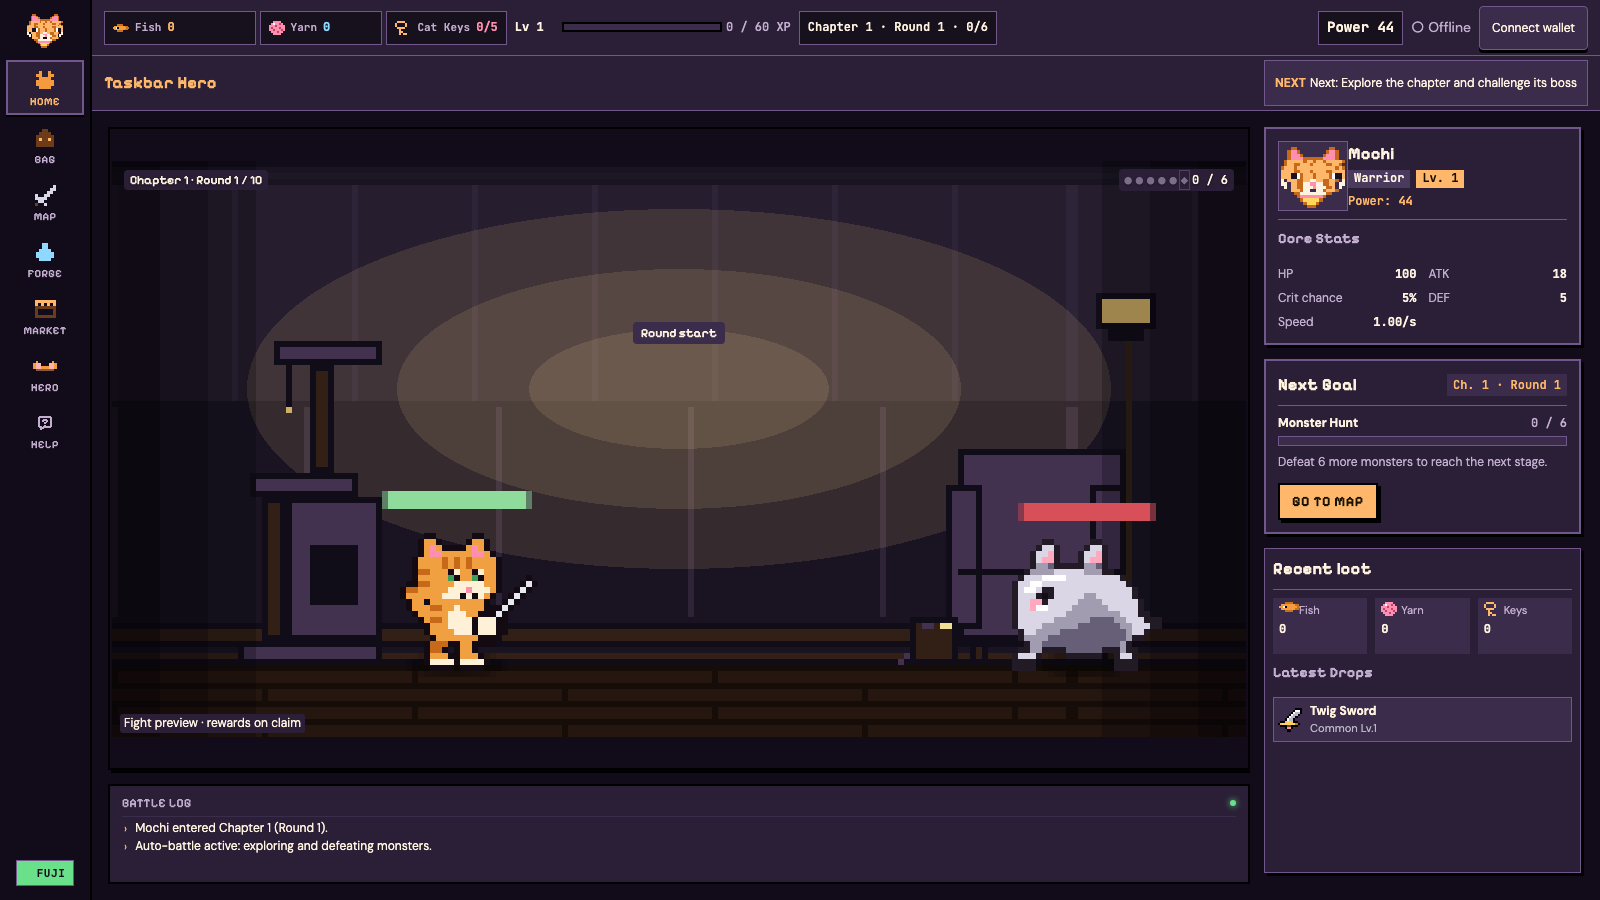 Fish 0
Yarn 0
Cat Keys 0/5
Lv 1
0 / 60 XP
Chapter 1 · Round 1 · 0/6
Power 44
Offline
Connect wallet
HOME
BAG
MAP
FORGE
MARKET
HERO
HELP
FUJI
Taskbar Hero
NEXT Next: Explore the chapter and challenge its boss
Chapter 1 · Round 1 / 10
0 / 6
Round start
Fight preview · rewards on claim
BATTLE LOG
› Mochi entered Chapter 1 (Round 1).
› Auto-battle active: exploring and defeating monsters.
Mochi
Warrior Lv. 1
Power: 44
Core Stats
HP 100 ATK 18
Crit chance 5% DEF 5
Speed 1.00/s
Next Goal Ch. 1 · Round 1
Monster Hunt 0 / 6
Defeat 6 more monsters to reach the next stage.
GO TO MAP
Recent loot
Fish 0
Yarn 0
Keys 0
Latest Drops
Twig Sword
Common Lv.1